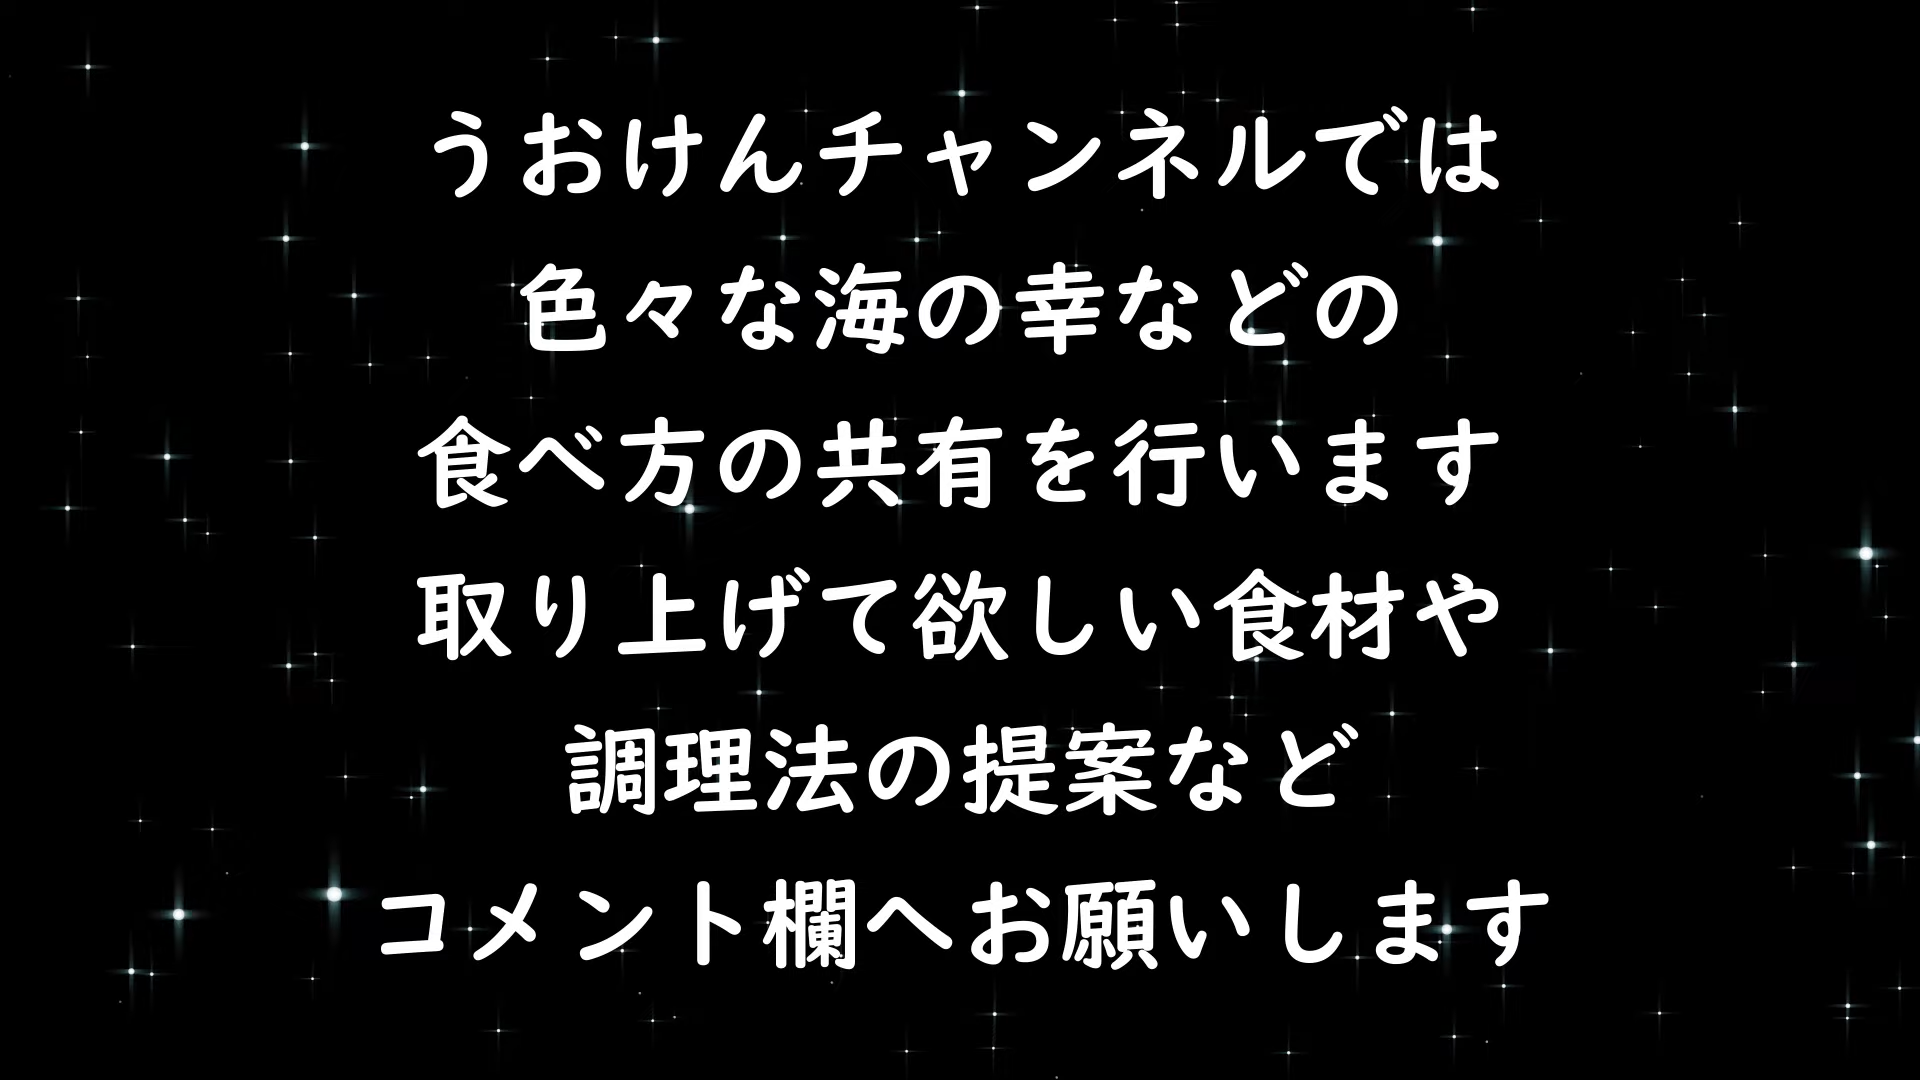 うおけんチャンネルでは
色々な海の幸などの
食べ方の共有を行います
取り上げて欲しい食材や
調理法の提案など
コメント欄へお願いします